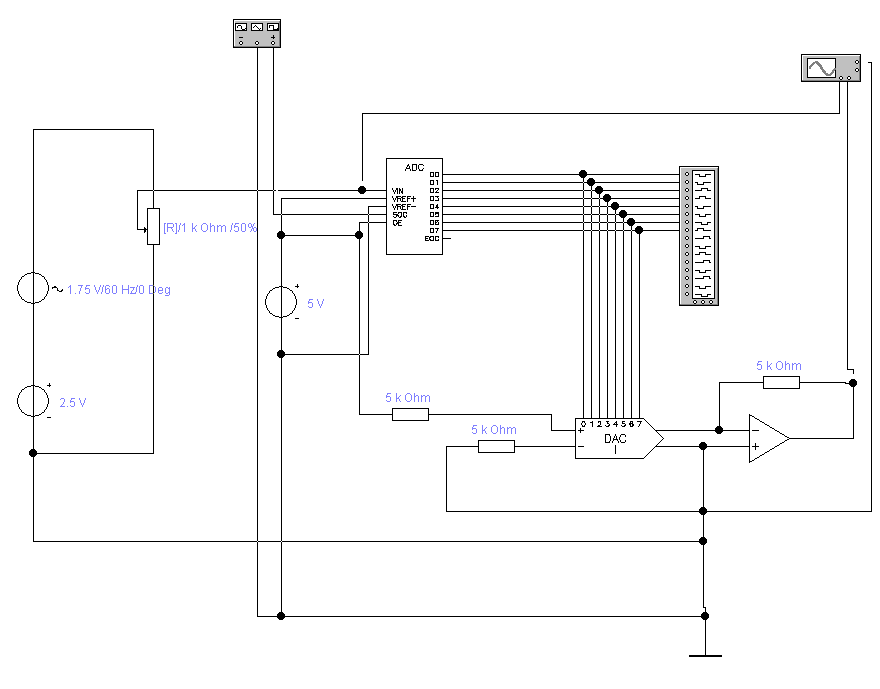 ADC
VIN
VREF+
VREF-
SOC
OE
D0
D1
D2
D3
D4
D5
D6
D7
EOC
[R]/1 k Ohm /50%
1.75 V/60 Hz/0 Deg
5 V
2.5 V
5 k Ohm
5 k Ohm
5 k Ohm
0 1 2 3 4 5 6 7
+
DAC
-
I
-
+